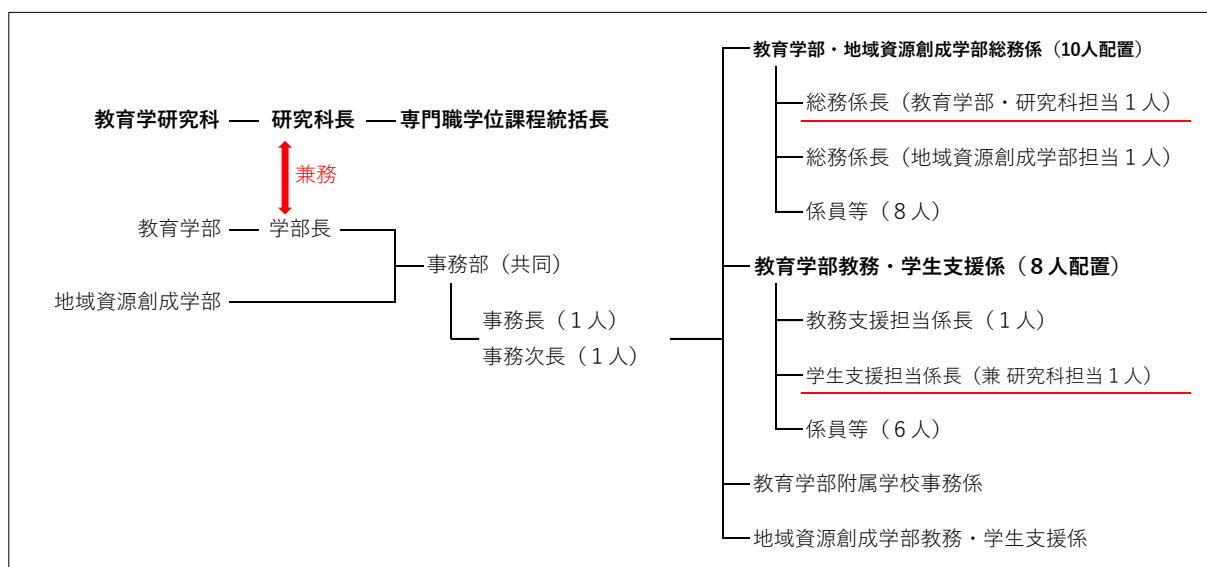 教育学研究科 研究科長 専門職学位課程統括長
兼務
教育学部 学部長
地域資源創成学部
事務部（共同）
事務長（１人）
事務次長（１人）
教育学部・地域資源創成学部総務係（10人配置）
総務係長（教育学部・研究科担当１人）
総務係長（地域資源創成学部担当１人）
係員等（８人）
教育学部教務・学生支援係（８人配置）
教務支援担当係長（１人）
学生支援担当係長（兼 研究科担当１人）
係員等（６人）
教育学部附属学校事務係
地域資源創成学部教務・学生支援係